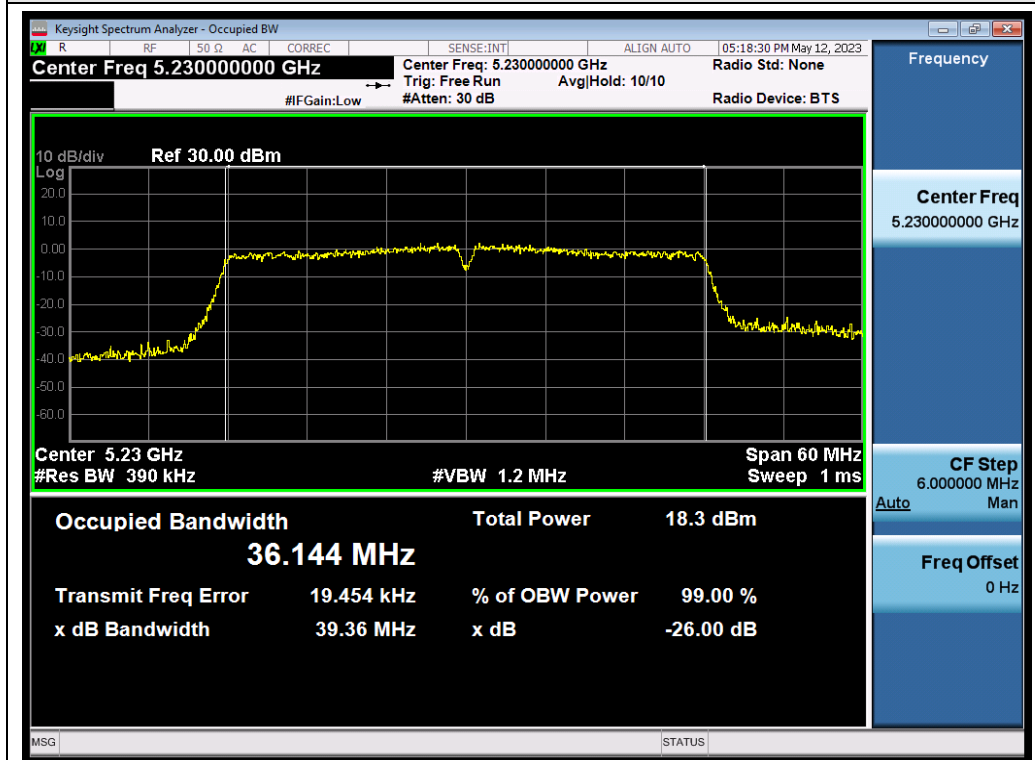 Keysight Spectrum Analyzer - Occupied BW
LXI R RF 50 Ω AC CORREC SENSE:INT ALIGN AUTO 05:18:30 PM May 12, 2023
Center Freq 5.230000000 GHz
Center Freq: 5.230000000 GHz
Radio Std: None
Trig: Free Run Avg|Hold: 10/10
#IFGain:Low
#Atten: 30 dB
Radio Device: BTS
10 dB/div Ref 30.00 dBm
Log
20.0
10.0
0.00
-10.0
-20.0
-30.0
-40.0
-50.0
-60.0
Center 5.23 GHz Span 60 MHz
#Res BW 390 kHz #VBW 1.2 MHz Sweep 1 ms
Occupied Bandwidth Total Power 18.3 dBm
36.144 MHz
Transmit Freq Error 19.454 kHz % of OBW Power 99.00 %
x dB Bandwidth 39.36 MHz x dB -26.00 dB
Frequency
Center Freq
5.230000000 GHz
CF Step
6.000000 MHz
Auto Man
Freq Offset
0 Hz
MSG STATUS